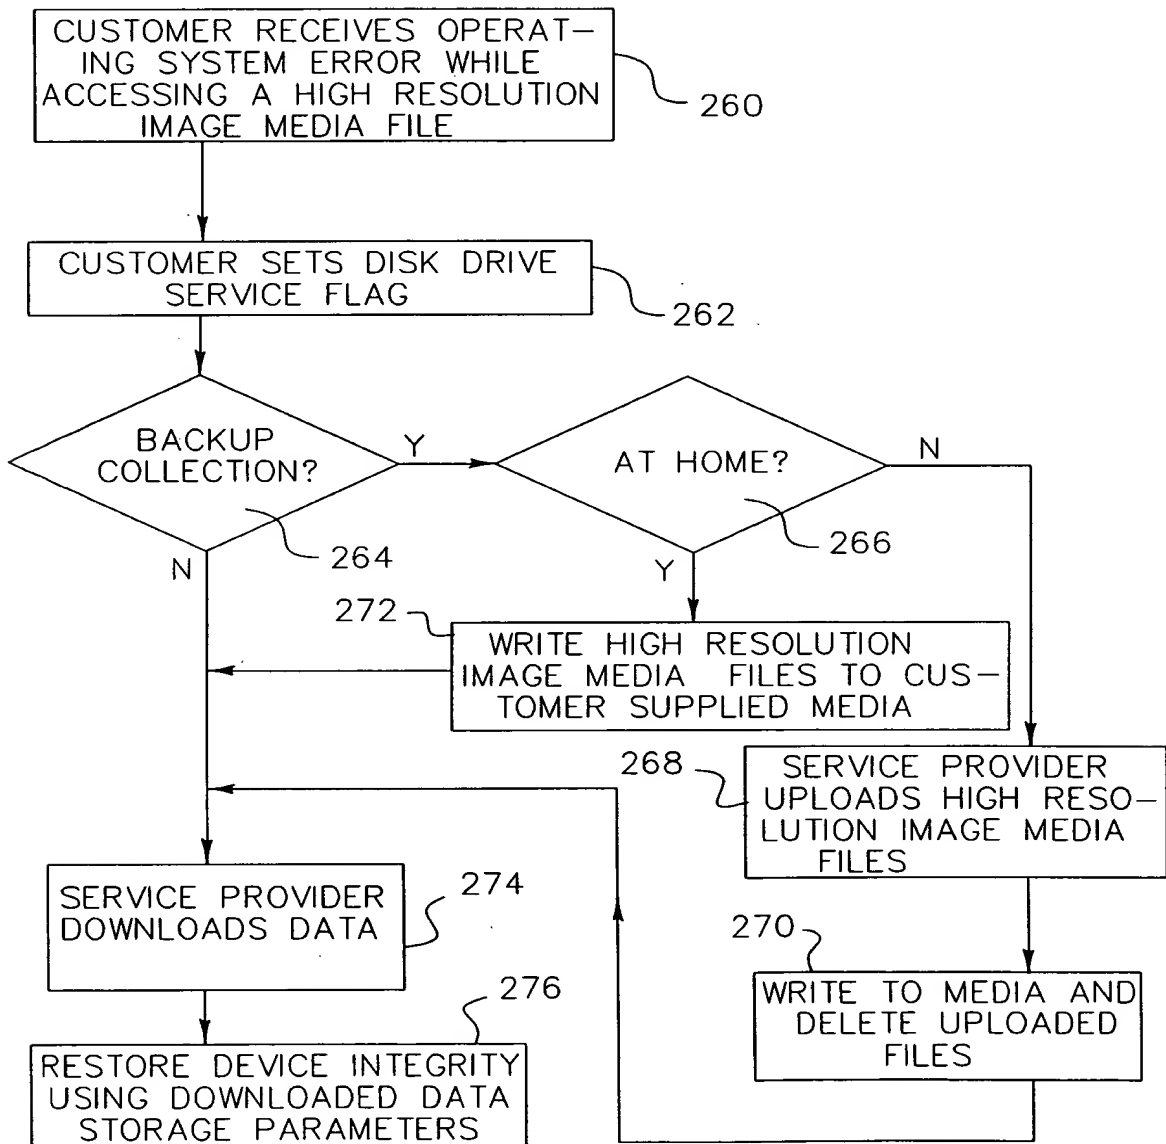 CUSTOMER RECEIVES OPERAT-
ING SYSTEM ERROR WHILE
ACCESSING A HIGH RESOLUTION
IMAGE MEDIA FILE
260
CUSTOMER SETS DISK DRIVE
SERVICE FLAG
262
BACKUP
COLLECTION?
Y
264
N
AT HOME?
N
266
Y
272
WRITE HIGH RESOLUTION
IMAGE MEDIA FILES TO CUS-
TOMER SUPPLIED MEDIA
268
SERVICE PROVIDER
UPLOADS HIGH RESO-
LUTION IMAGE MEDIA
FILES
270
WRITE TO MEDIA AND
DELETE UPLOADED
FILES
SERVICE PROVIDER
DOWNLOADS DATA
274
276
RESTORE DEVICE INTEGRITY
USING DOWNLOADED DATA
STORAGE PARAMETERS